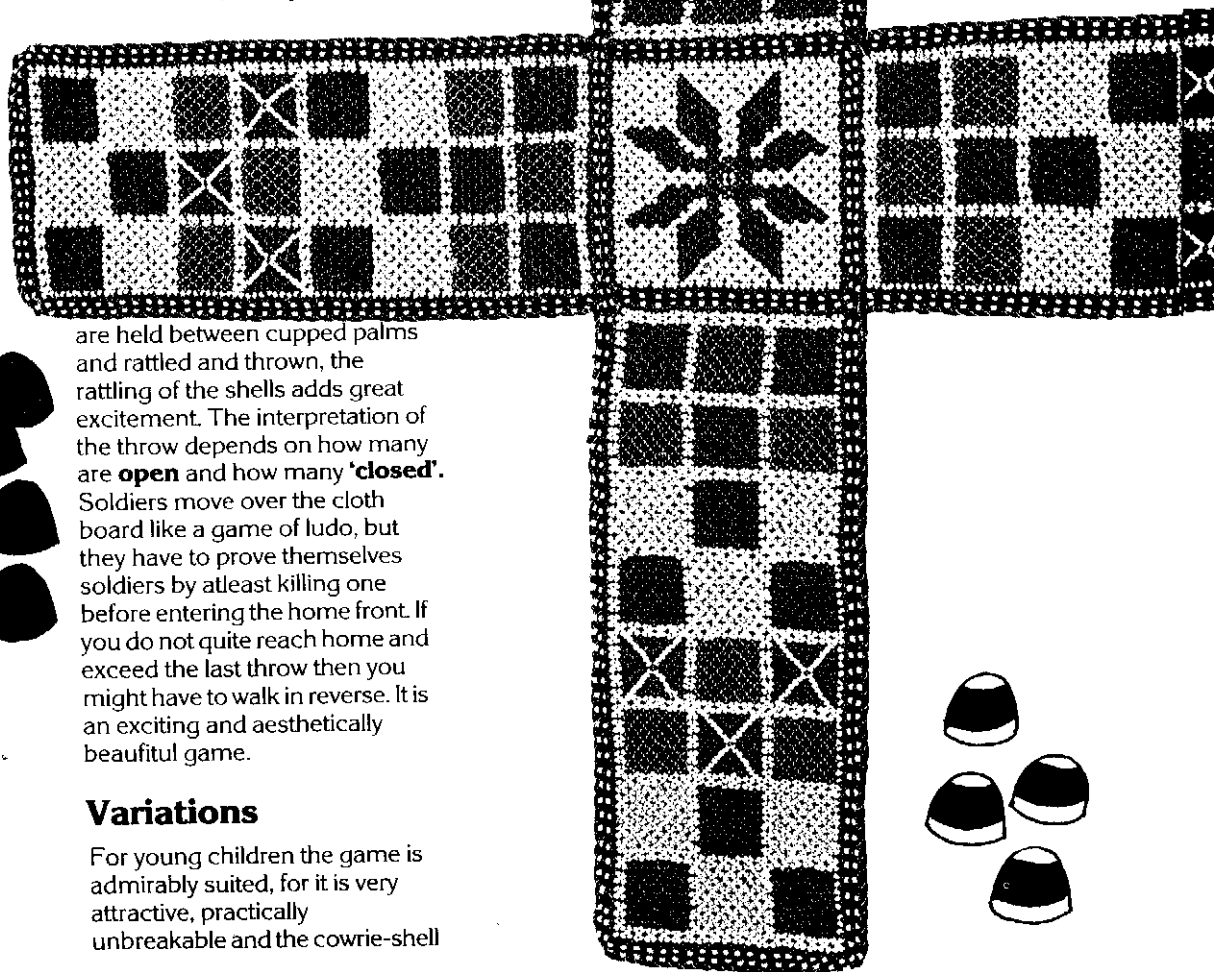 are held between cupped palms
and rattled and thrown, the
rattling of the shells adds great
excitement. The interpretation of
the throw depends on how many
are open and how many 'closed'.
Soldiers move over the cloth
board like a game of ludo, but
they have to prove themselves
soldiers by atleast killing one
before entering the home front. If
you do not quite reach home and
exceed the last throw then you
might have to walk in reverse. It is
an exciting and aesthetically
beaufitul game.
Variations
For young children the game is
admirably suited, for it is very
attractive, practically
unbreakable and the cowrie-shell